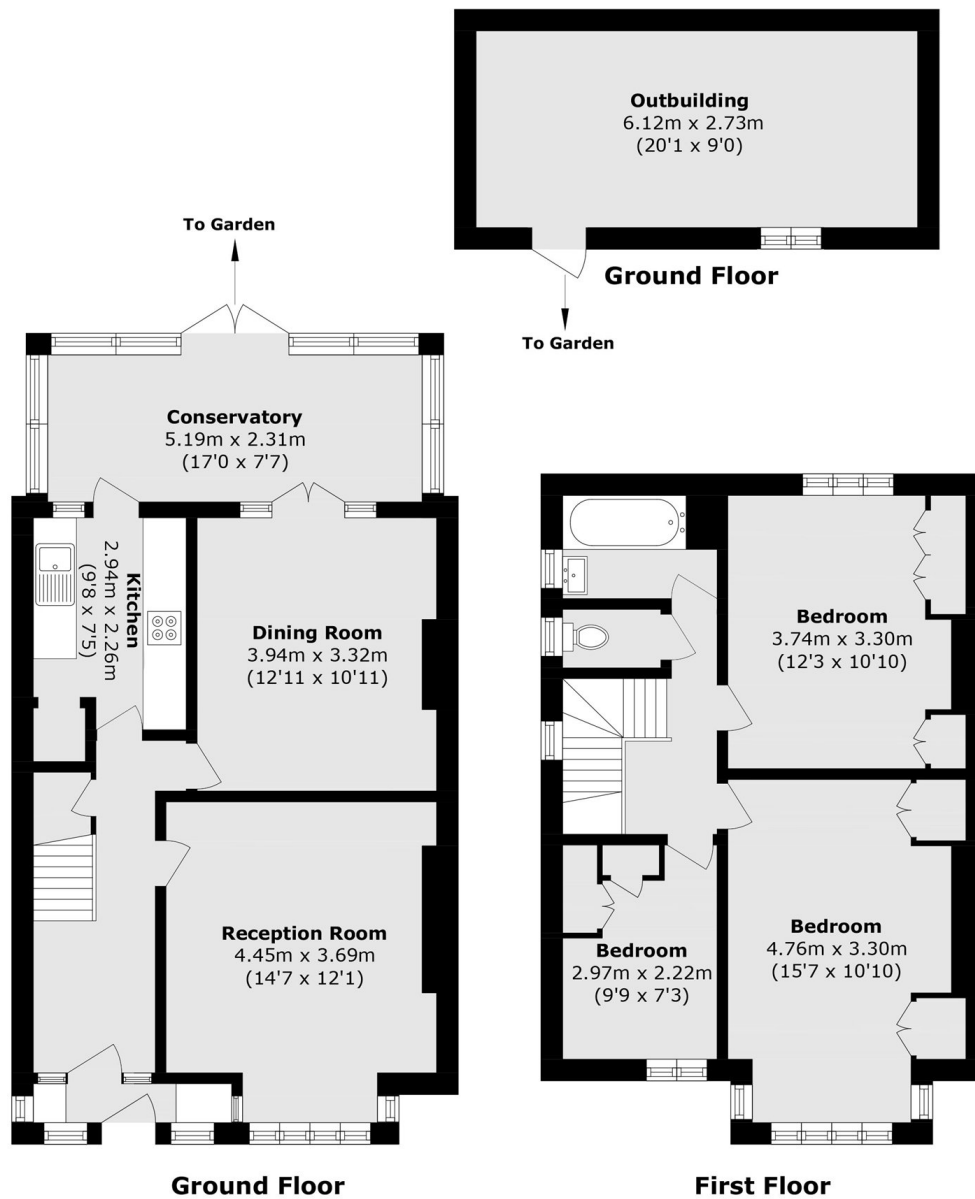 Outbuilding
6.12m x 2.73m
(20'1 x 9'0)
To Garden
Ground Floor
To Garden
Conservatory
5.19m x 2.31m
(17'0 x 7'7)
Kitchen
2.94m x 2.26m
(9'8 x 7'5)
Dining Room
3.94m x 3.32m
(12'11 x 10'11)
Bedroom
3.74m x 3.30m
(12'3 x 10'10)
Reception Room
4.45m x 3.69m
(14'7 x 12'1)
Bedroom
2.97m x 2.22m
(9'9 x 7'3)
Bedroom
4.76m x 3.30m
(15'7 x 10'10)
Ground Floor
First Floor